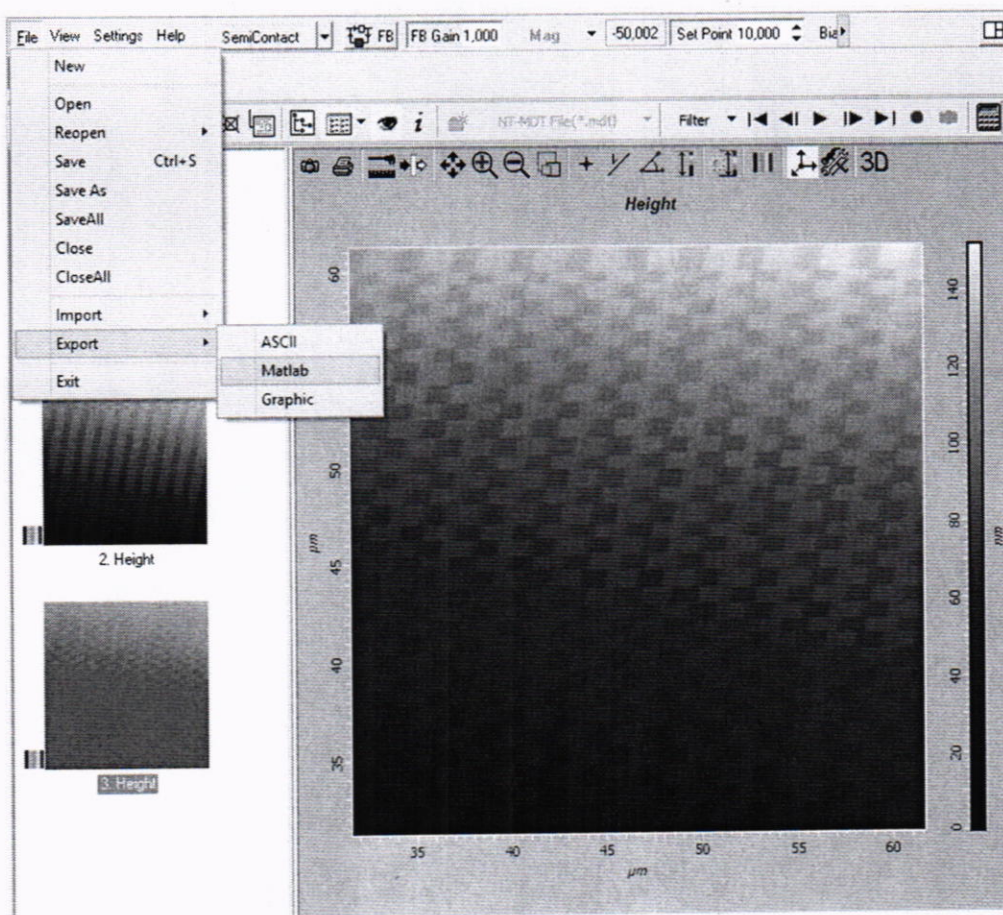 File View Settings Help SemiContact FB FB Gain 1,000 Mag -50,002 Set Point 10,000
New
Open
Reopen
Save Ctrl+S
Save As
SaveAll
Close
CloseAll
Import
Export
Exit
ASCII
Matlab
Graphic
i NT-MDT File(*.mdt) Filter
3D
Height
60
50
45
40
35
µm
35 40 45 50 55 60
µm
140
120
100
80
60
40
20
0
nm
2. Height
3. Height